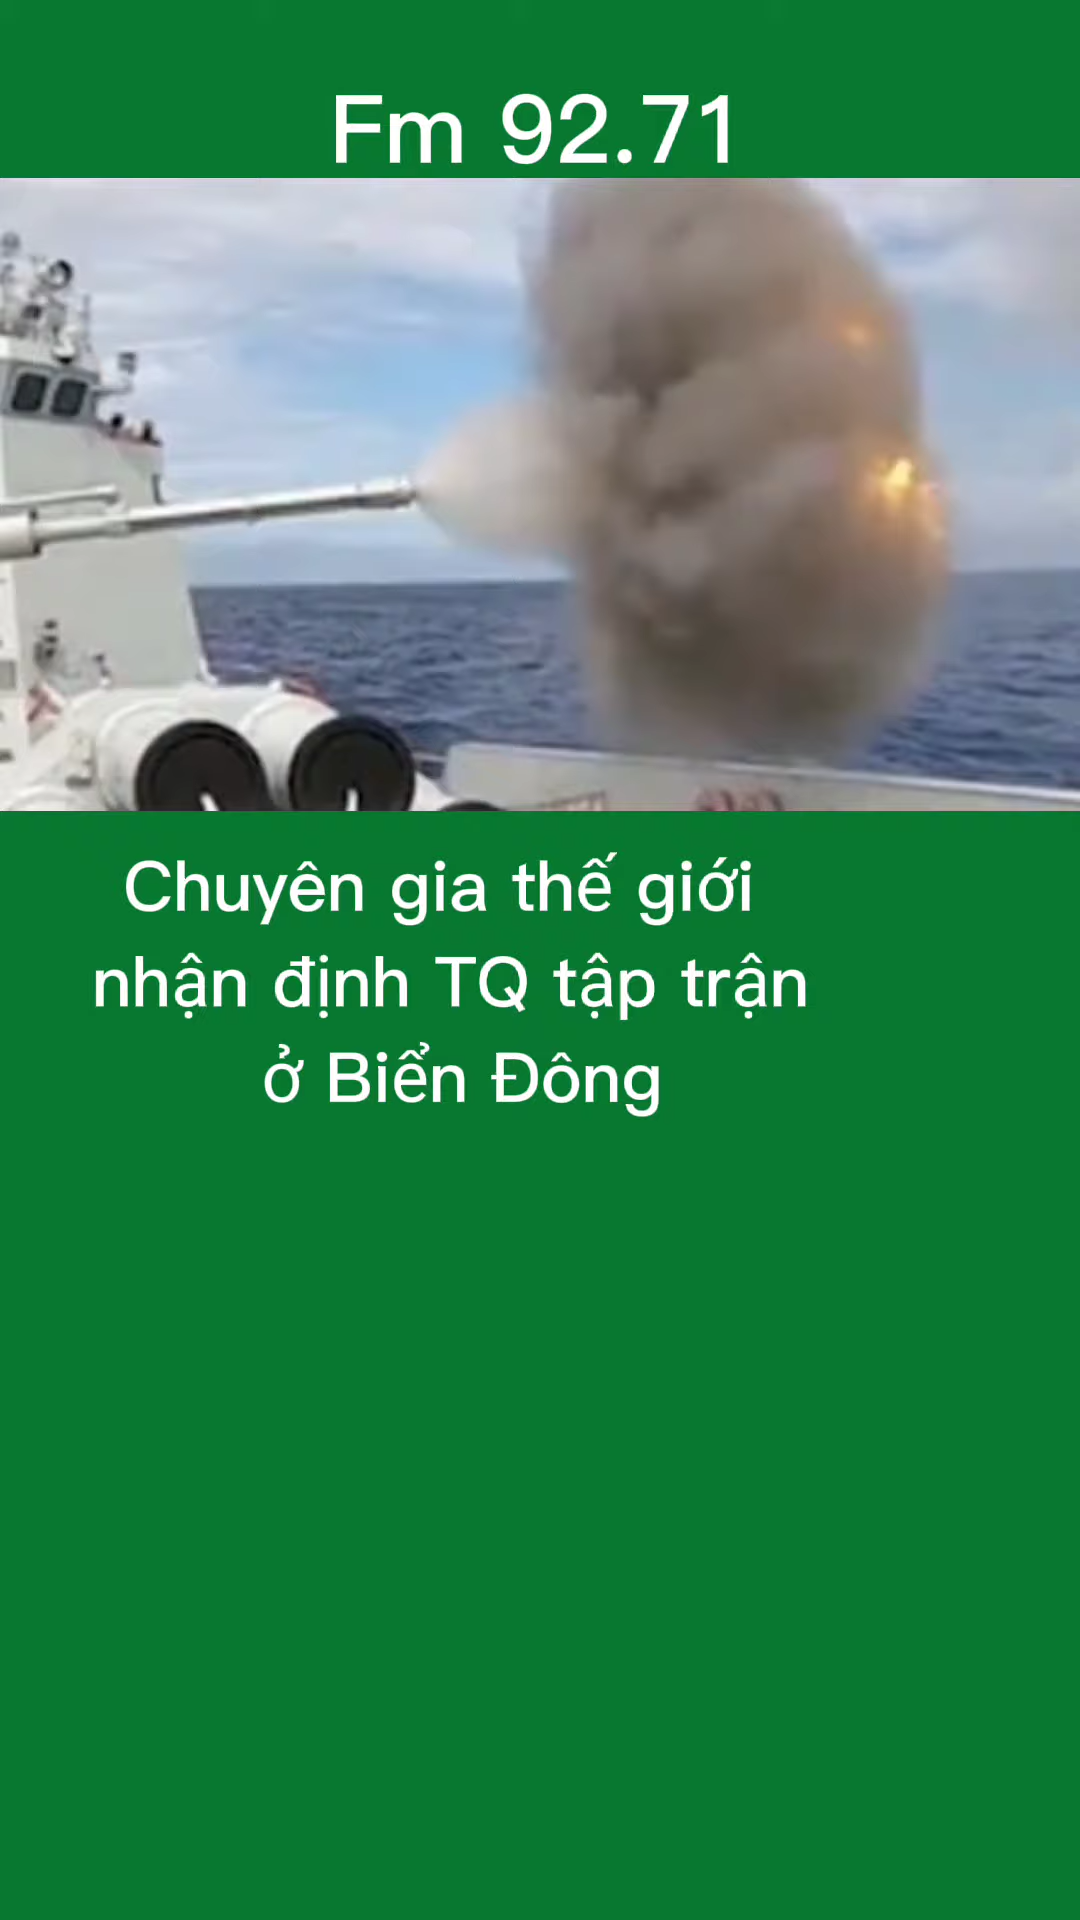 Fm 92.71
Chuyên gia thế giới
nhận định TQ tập trận
ở Biển Đông